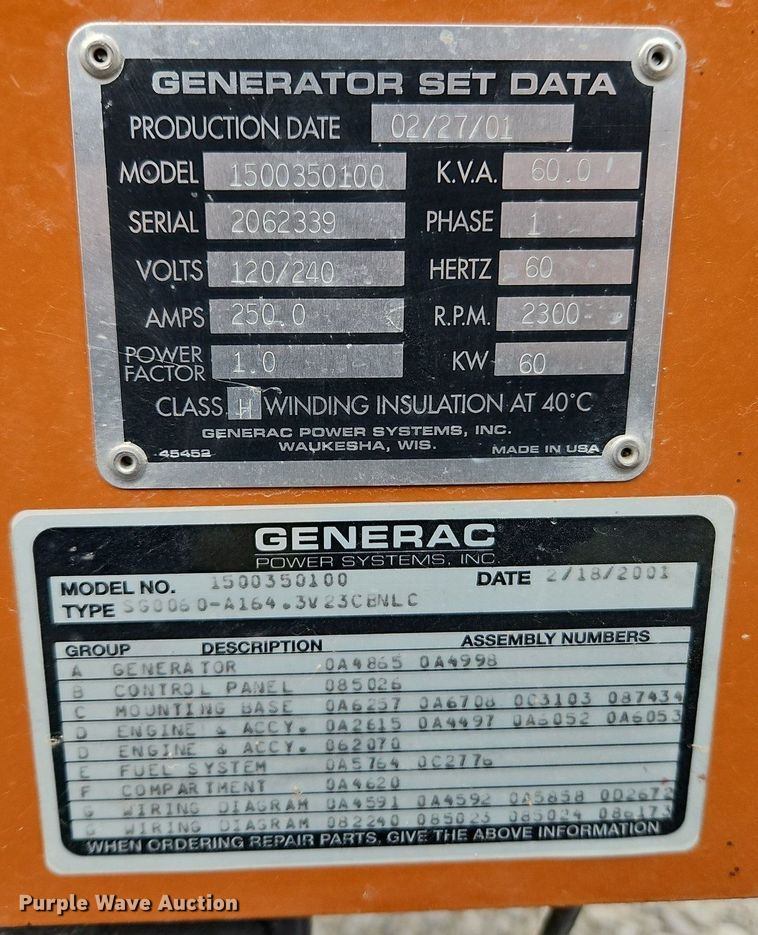 GENERATOR SET DATA
PRODUCTION DATE 02/27/01
MODEL 1500350100 K.V.A. 60.0
SERIAL 2062339 PHASE 1
VOLTS 120/240 HERTZ 60
AMPS 250.0 R.P.M. 2300
POWER FACTOR 1.0 KW 60
CLASS H WINDING INSULATION AT 40°C
GENERAC POWER SYSTEMS, INC.
WAUKESHA, WIS.
45452 MADE IN USA
GENERAC
POWER SYSTEMS, INC.
MODEL NO. 1500350100 DATE 2/18/2001
TYPE SG0060-A164.3V23CBNLC
GROUP DESCRIPTION ASSEMBLY NUMBERS
A GENERATOR 0A4865 0A4998
B CONTROL PANEL 085026
C MOUNTING BASE 0A6257 0A6708 0C3103 087434
D ENGINE & ACCY. 0A2615 0A4497 0A5052 0A6053
D ENGINE & ACCY. 062070
E FUEL SYSTEM 0A5764 0C2776
F COMPARTMENT 0A4620
G WIRING DIAGRAM 0A4591 0A4592 0A5858 0D2672
G WIRING DIAGRAM 082240 085023 085024 086173
WHEN ORDERING REPAIR PARTS, GIVE THE ABOVE INFORMATION
Purple Wave Auction